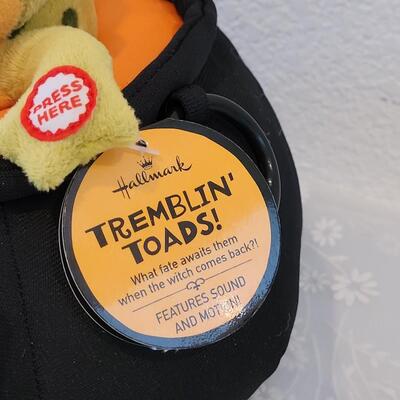 PRESS
HERE
Hallmark
TREMBLIN'
TOADS!
What fate awaits them
when the witch comes back?!
FEATURES SOUND
AND MOTION!